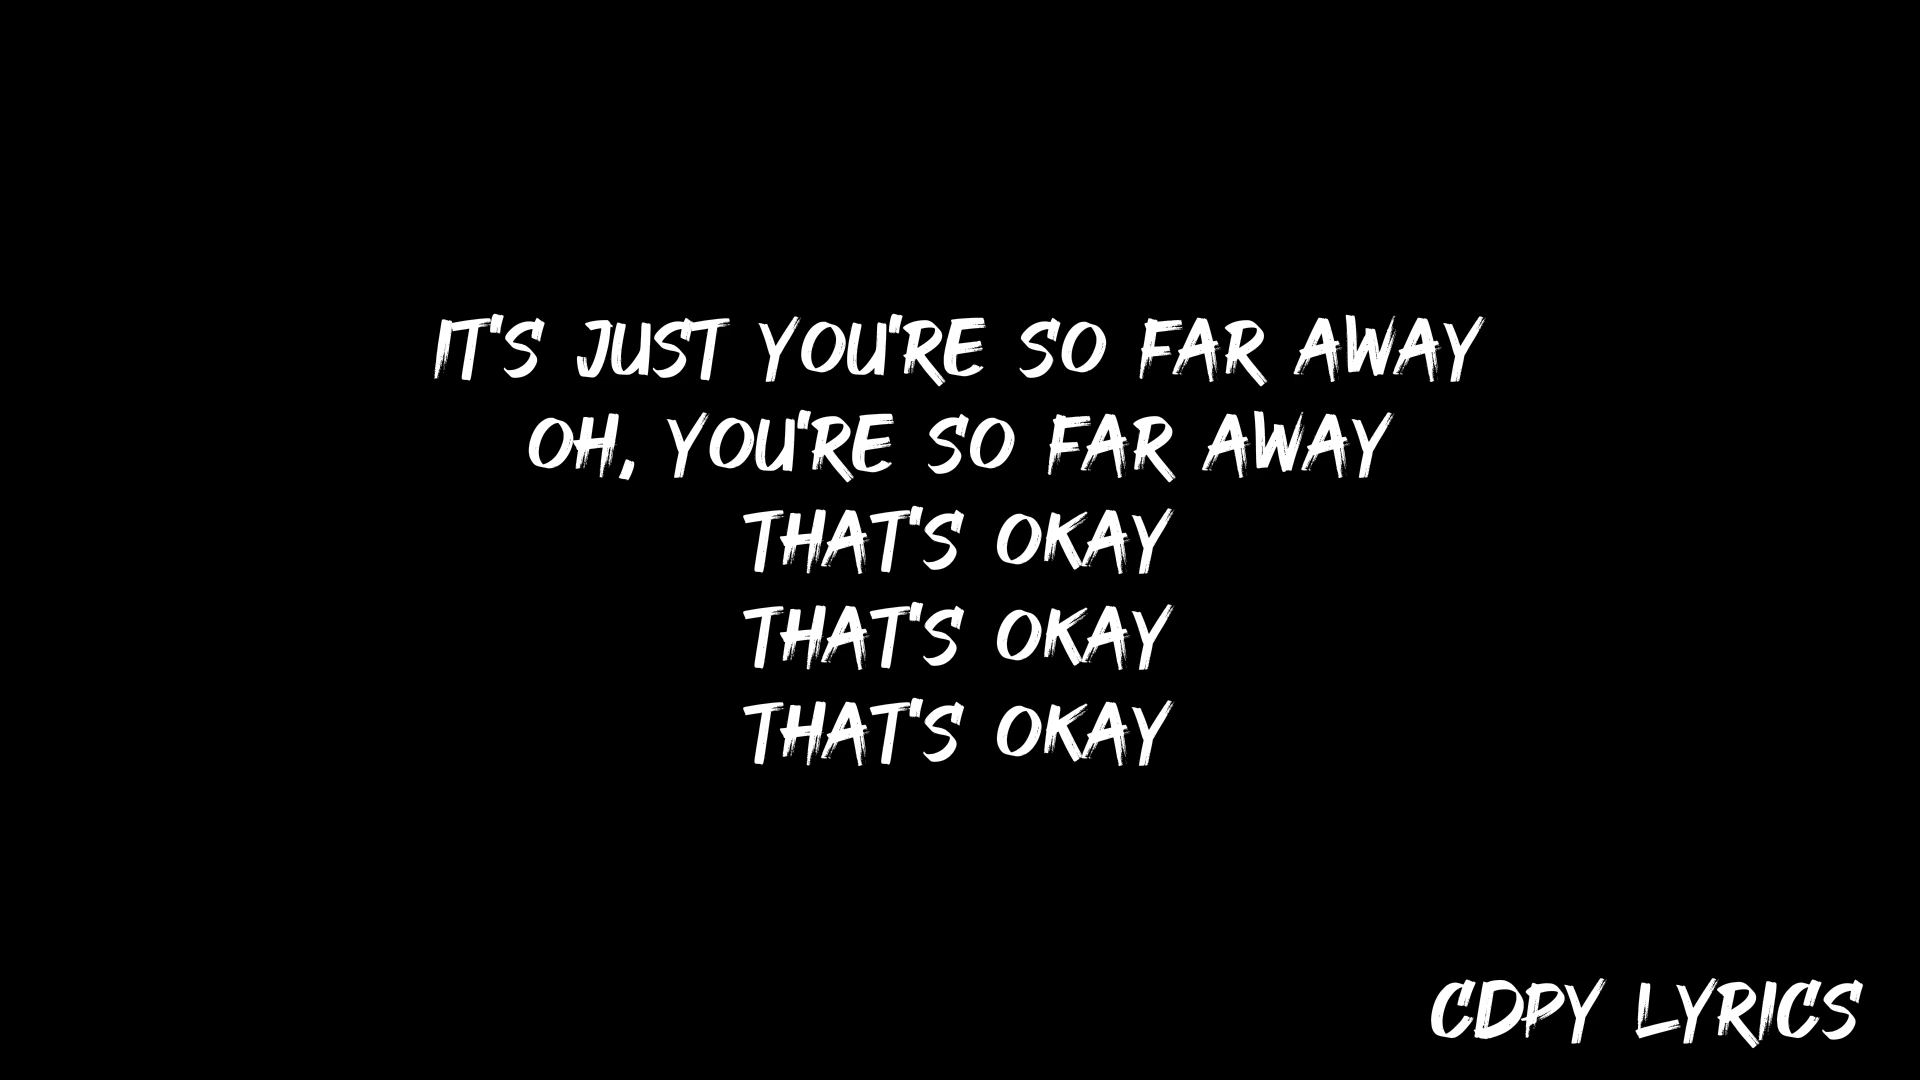 IT'S JUST YOU'RE SO FAR AWAY
OH, YOU'RE SO FAR AWAY
THAT'S OKAY
THAT'S OKAY
THAT'S OKAY
CDPY LYRICS